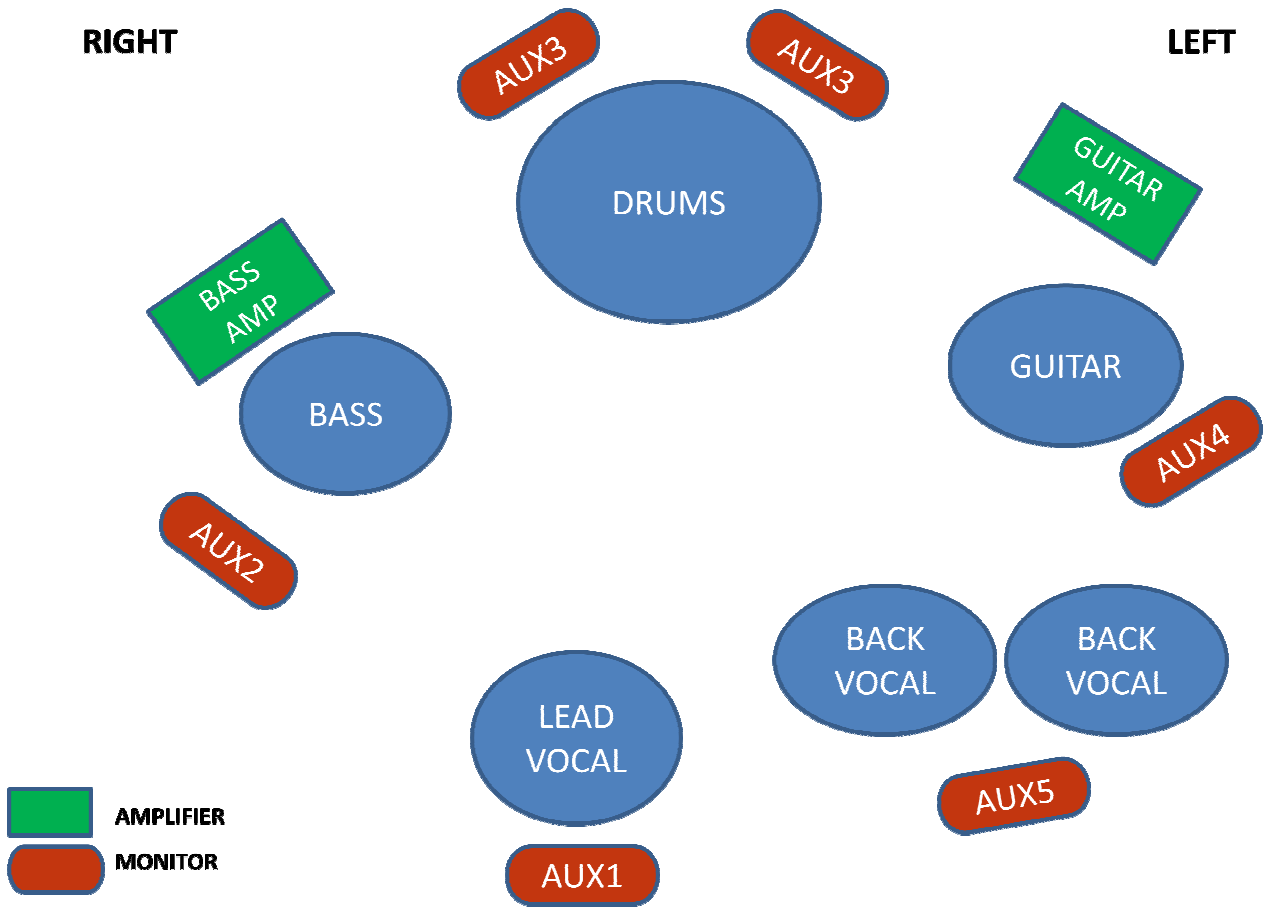 RIGHT
LEFT
AUX3
AUX3
DRUMS
GUITAR
AMP
BASS
AMP
GUITAR
BASS
AUX4
AUX2
BACK
VOCAL
BACK
VOCAL
LEAD
VOCAL
AUX5
AMPLIFIER
MONITOR
AUX1